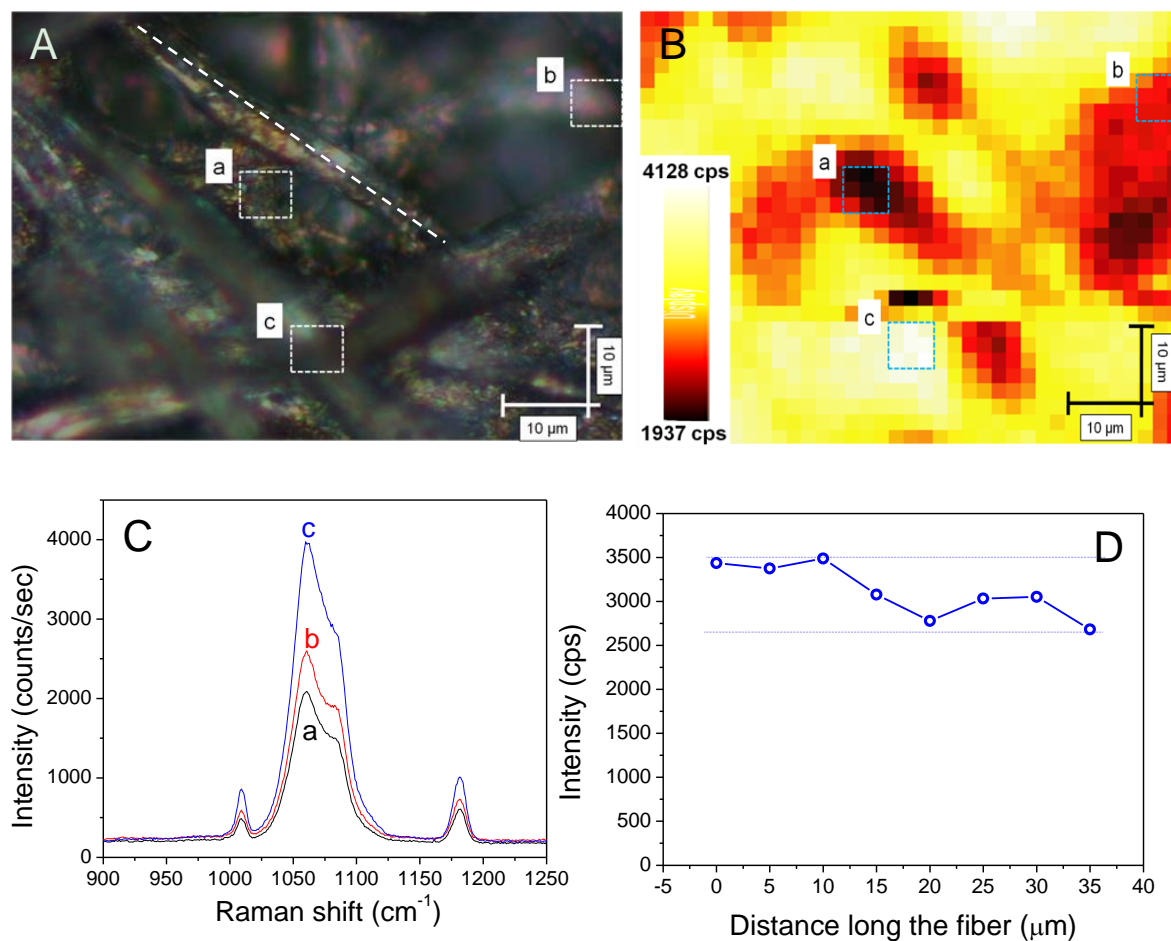 A
b
a
c
10 µm
10 µm
B
b
a
4128 cps
c
1937 cps
10 µm
10 µm
C
c
b
a
4000
3000
2000
1000
0
900 950 1000 1050 1100 1150 1200 1250
Intensity (counts/sec)
Raman shift (cm-1)
D
4000
3500
3000
2500
2000
1500
1000
500
0
-5 0 5 10 15 20 25 30 35 40
Intensity (cps)
Distance long the fiber (µm)